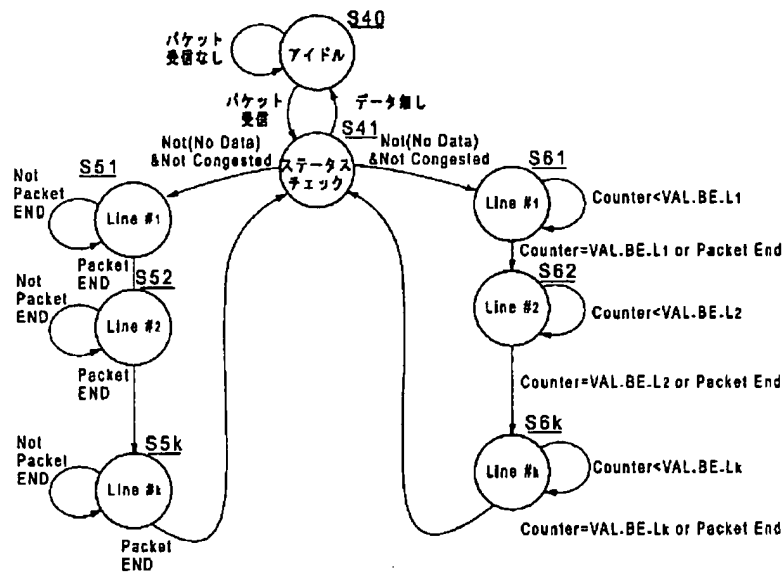 S40
パケット
受信なし
アイドル
パケット
受信
データ無し
S41
Not(No Data)
&Not Congested
ステータス
チェック
Not(No Data)
&Not Congested
S51
Not
Packet
END
Line #1
Packet
END
S52
Not
Packet
END
Line #2
Packet
END
S5k
Not
Packet
END
Line #k
Packet
END
S61
Line #1
Counter<VAL.BE.L1
Counter=VAL.BE.L1 or Packet End
S62
Line #2
Counter<VAL.BE.L2
Counter=VAL.BE.L2 or Packet End
S6k
Line #k
Counter<VAL.BE.Lk
Counter=VAL.BE.Lk or Packet End